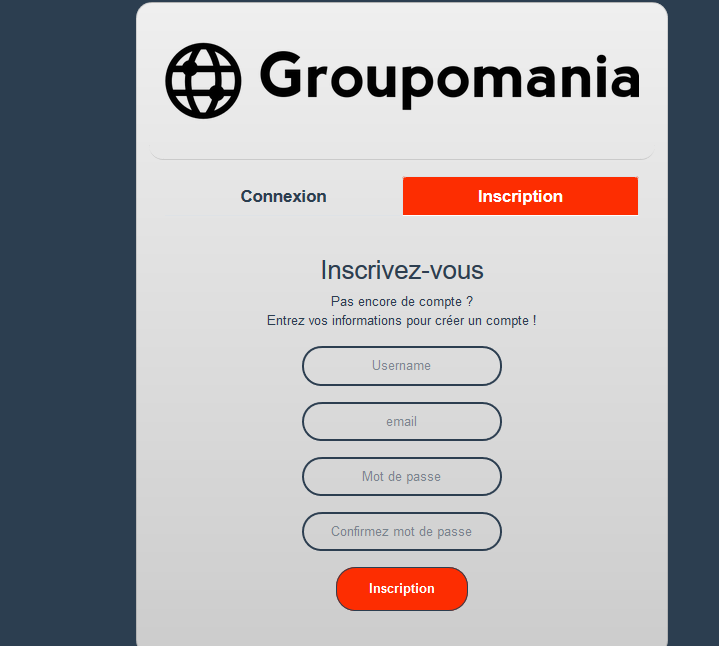 Groupomania
Connexion
Inscription
Inscrivez-vous
Pas encore de compte ?
Entrez vos informations pour créer un compte !
Username
email
Mot de passe
Confirmez mot de passe
Inscription